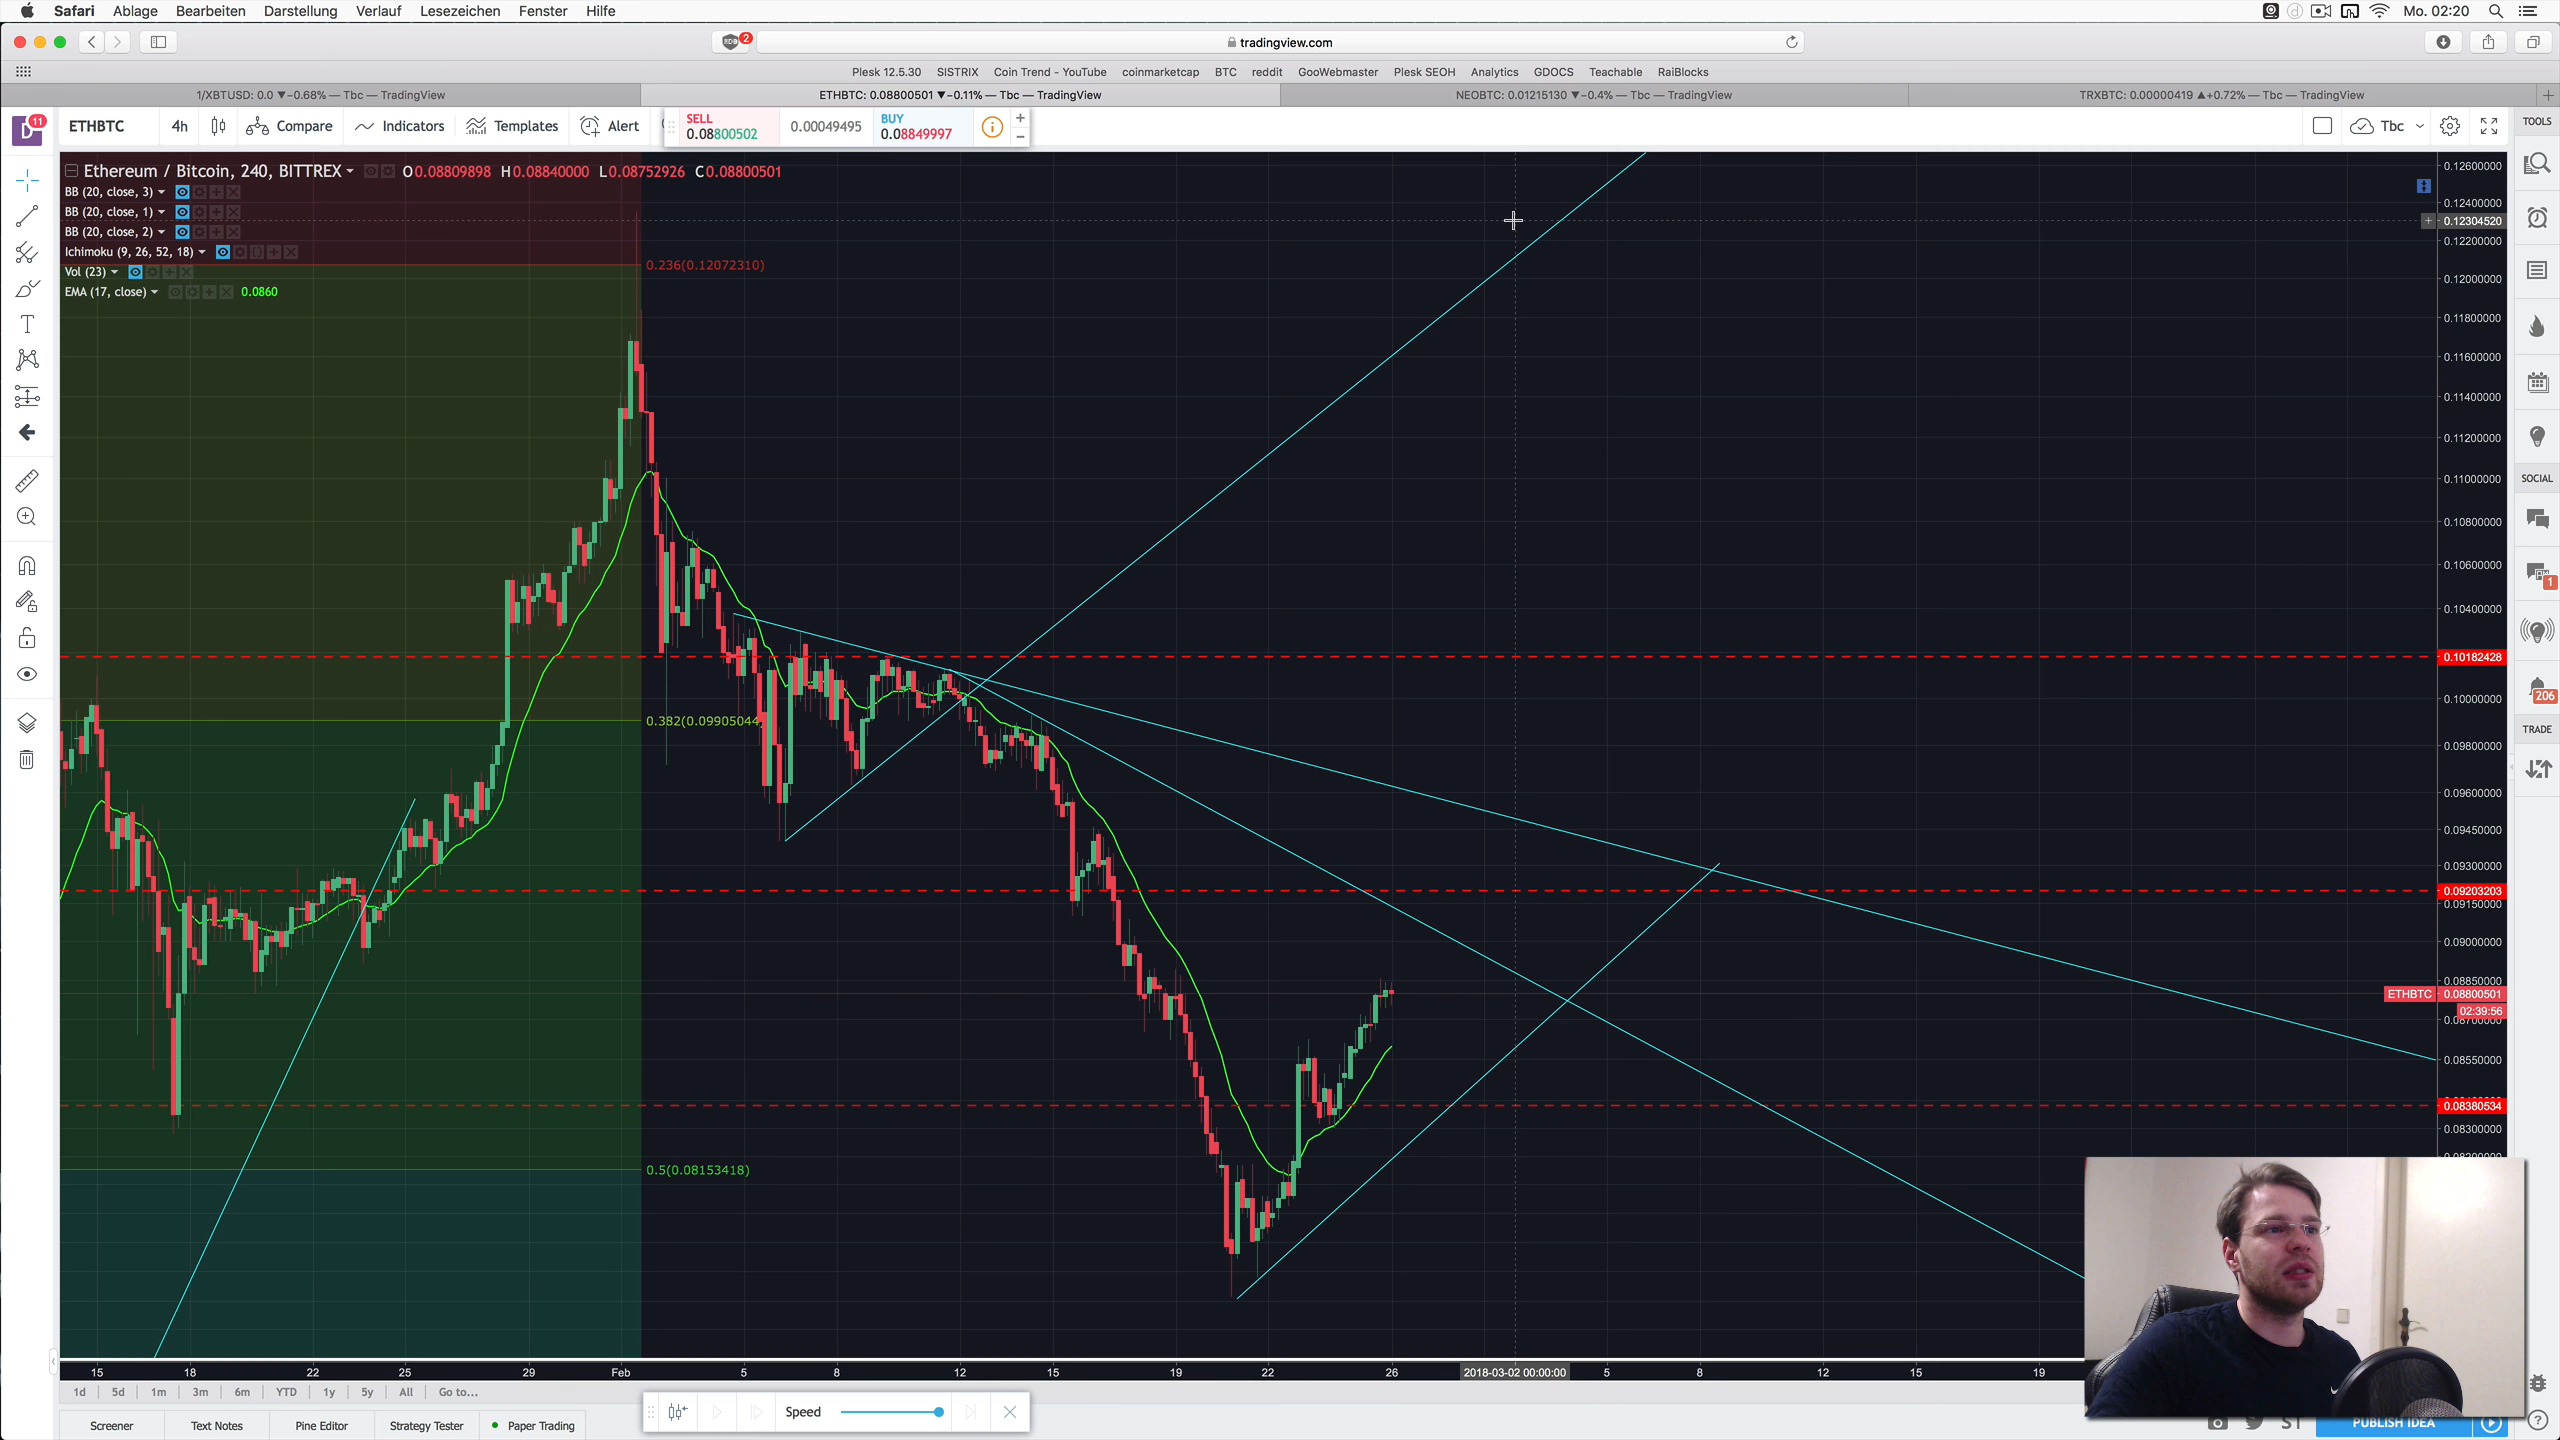 Safari Ablage Bearbeiten Darstellung Verlauf Lesezeichen Fenster Hilfe Mo. 02:20
2 tradingview.com
Plesk 12.5.30 SISTRIX Coin Trend - YouTube coinmarketcap BTC reddit GooWebmaster Plesk SEOH Analytics GDOCS Teachable RaiBlocks
1/XBTUSD: 0.0 ▼−0.68% — Tbc — TradingView ETHBTC: 0.08800501 ▼−0.11% — Tbc — TradingView NEOBTC: 0.01215130 ▼−0.4% — Tbc — TradingView TRXBTC: 0.00000419 ▲+0.72% — Tbc — TradingView
D 11 ETHBTC 4h Compare Indicators Templates Alert SELL 0.08800502 0.00049495 BUY 0.08849997 Tbc TOOLS
Ethereum / Bitcoin, 240, BITTREX O0.08809898 H0.08840000 L0.08752926 C0.08800501
BB (20, close, 3)
BB (20, close, 1)
BB (20, close, 2)
Ichimoku (9, 26, 52, 18)
Vol (23)
EMA (17, close) 0.0860
0.236(0.12072310)
0.382(0.09905044)
0.5(0.08153418)
0.12600000
0.12400000
0.12304520
0.12200000
0.12000000
0.11800000
0.11600000
0.11400000
0.11200000
0.11000000
0.10800000
0.10600000
0.10400000
0.10182428
0.10000000
0.09800000
0.09600000
0.09450000
0.09300000
0.09203203
0.09150000
0.09000000
0.08850000
ETHBTC 0.08800501
02:39:56
0.08700000
0.08550000
0.08380534
0.08300000
SOCIAL
1
206
TRADE
15 18 22 25 29 Feb 5 8 12 15 19 22 26 2018-03-02 00:00:00 5 8 12 15 19
1d 5d 1m 3m 6m YTD 1y 5y All Go to...
Speed
Screener Text Notes Pine Editor Strategy Tester Paper Trading PUBLISH IDEA